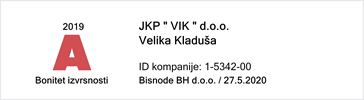 2019
A
Bonitet izvrsnosti
JKP " VIK " d.o.o.
Velika Kladuša
ID kompanije: 1-5342-00
Bisnode BH d.o.o. / 27.5.2020